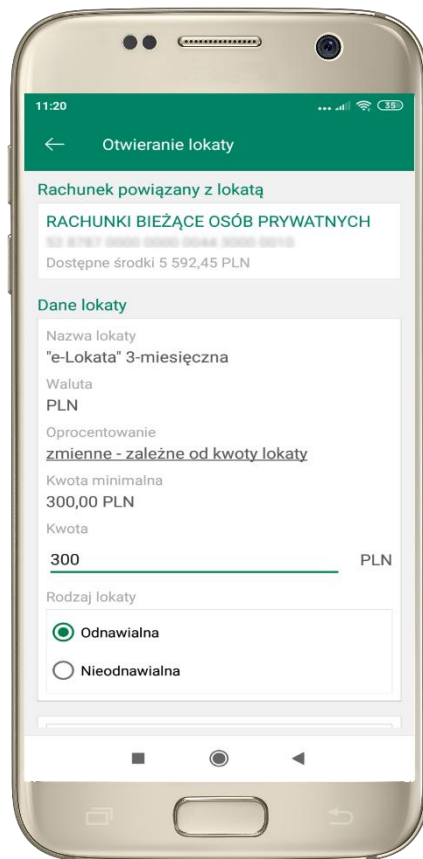 11:20
35
Otwieranie lokaty
Rachunek powiązany z lokatą
RACHUNKI BIEŻĄCE OSÓB PRYWATNYCH
Dostępne środki 5 592,45 PLN
Dane lokaty
Nazwa lokaty
"e-Lokata" 3-miesięczna
Waluta
PLN
Oprocentowanie
zmienne - zależne od kwoty lokaty
Kwota minimalna
300,00 PLN
Kwota
300 PLN
Rodzaj lokaty
Odnawialna
Nieodnawialna